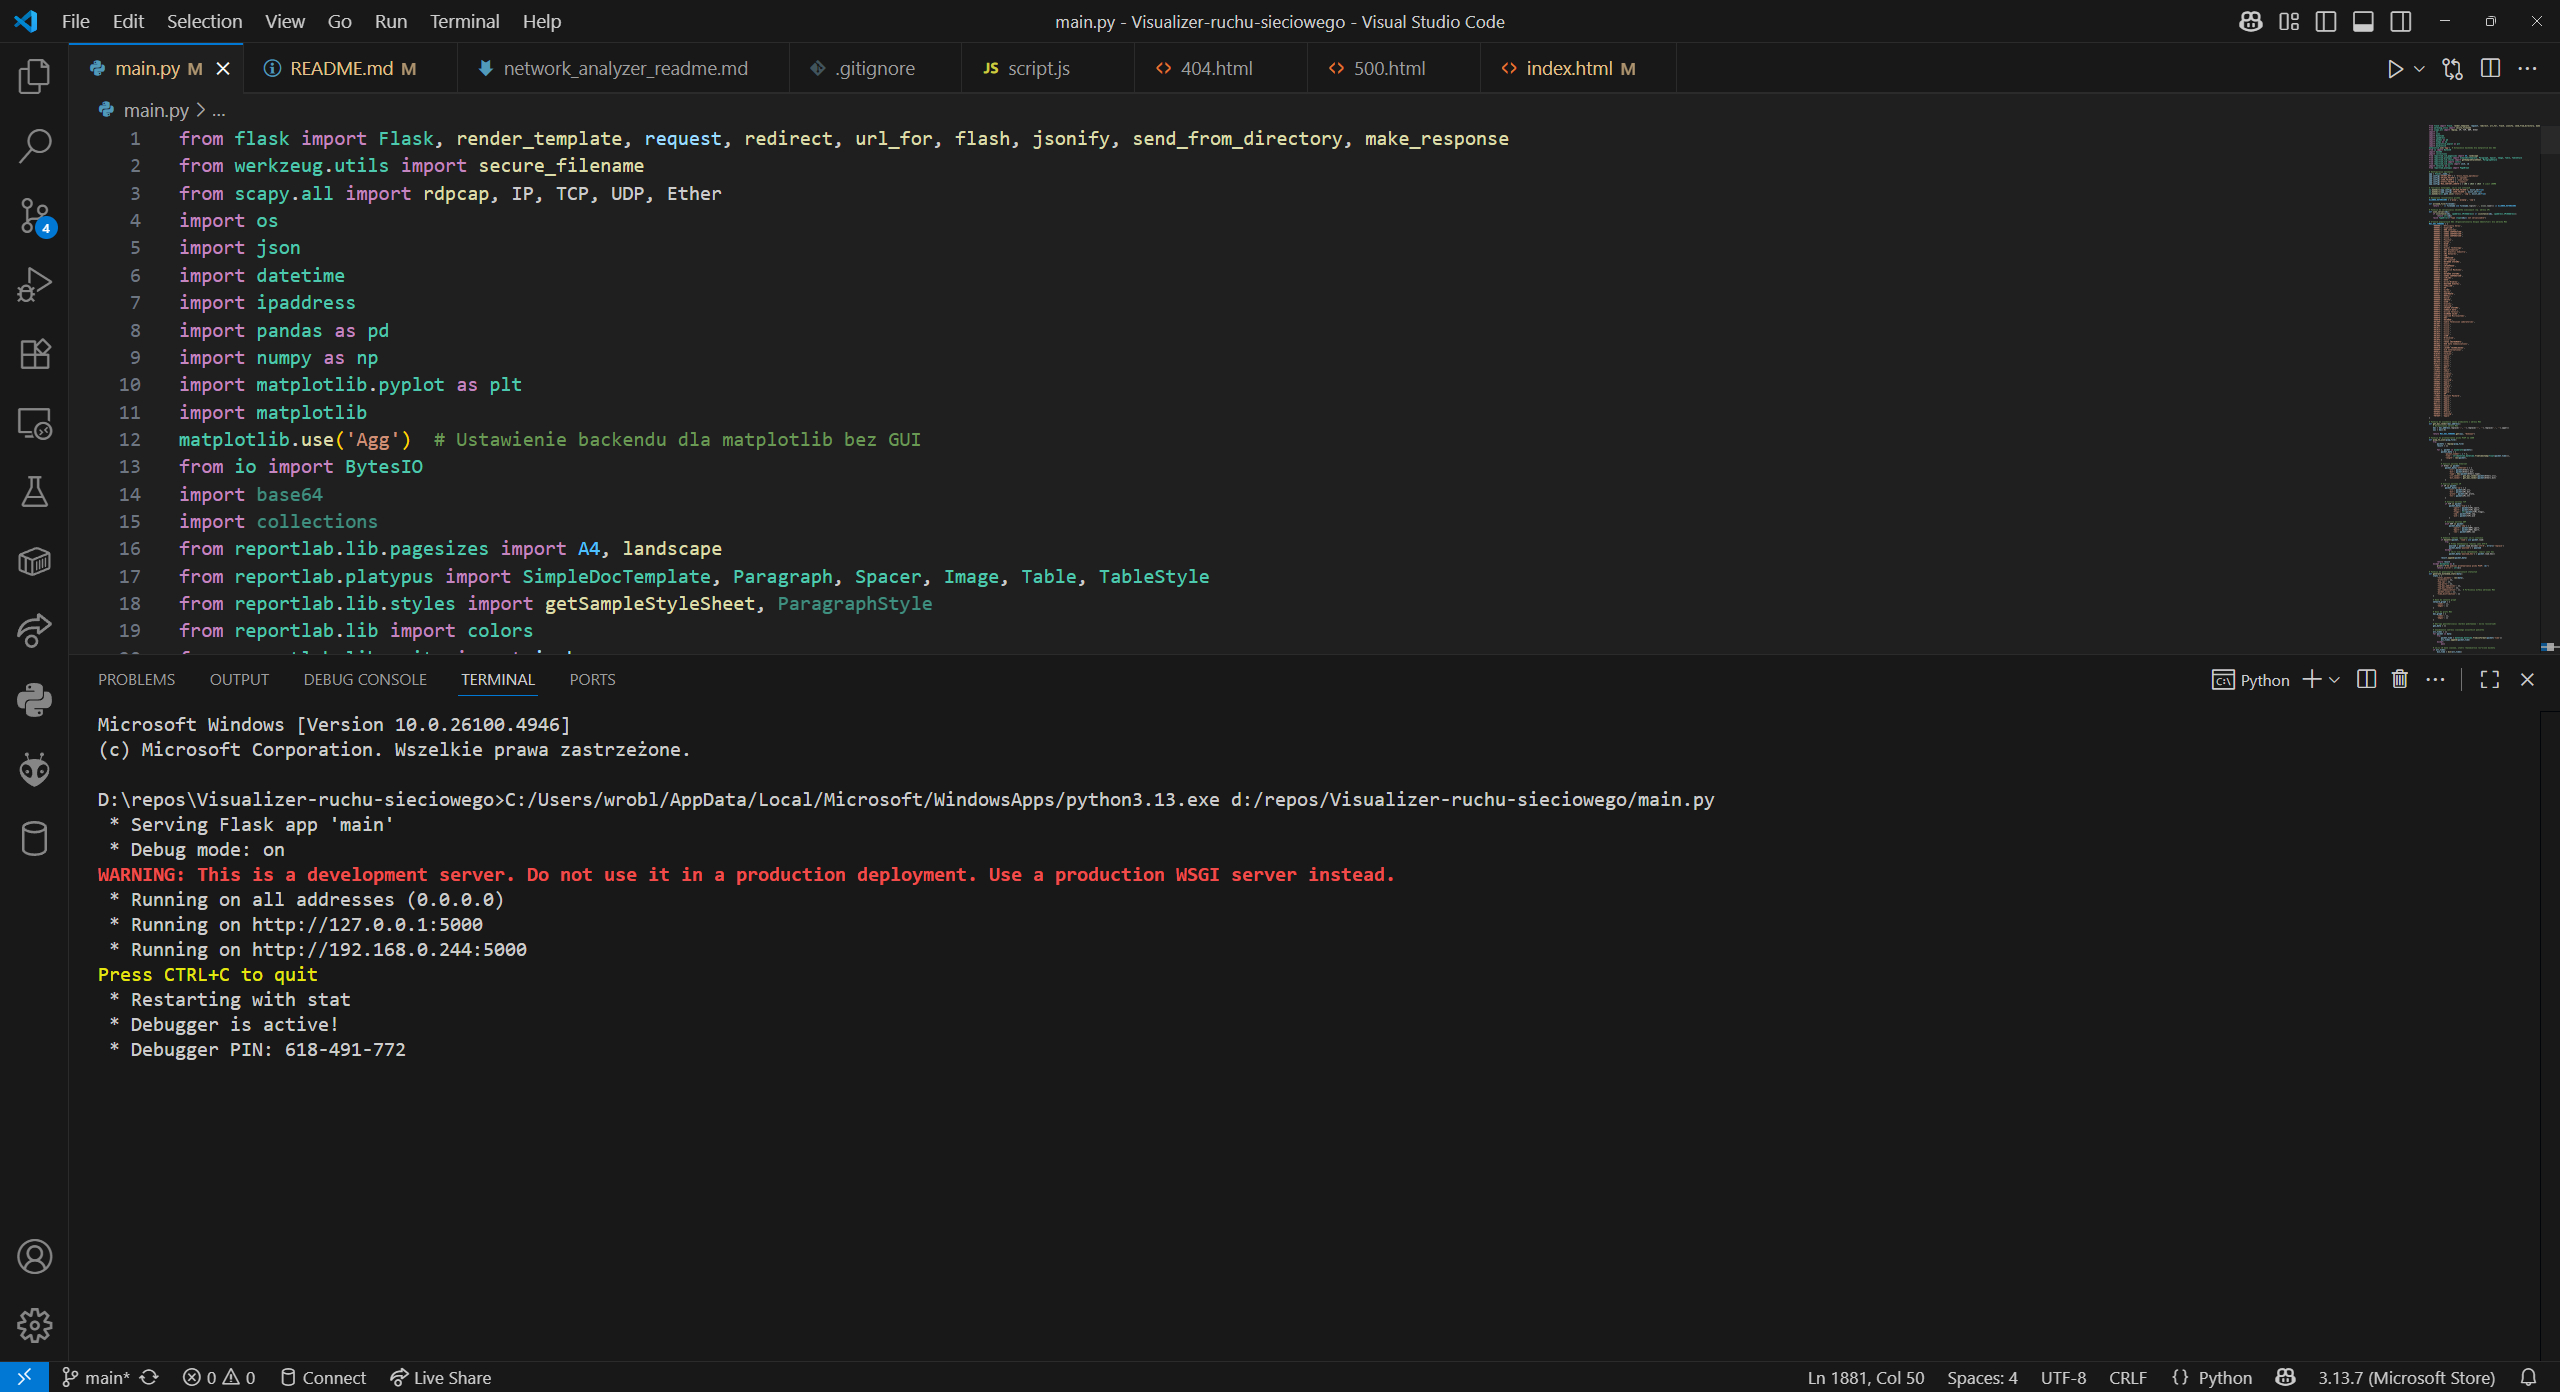 File Edit Selection View Go Run Terminal Help
main.py - Visualizer-ruchu-sieciowego - Visual Studio Code
main.py M
README.md M
network_analyzer_readme.md
.gitignore
JS script.js
404.html
500.html
index.html M
main.py > ...
1 from flask import Flask, render_template, request, redirect, url_for, flash, jsonify, send_from_directory, make_response
2 from werkzeug.utils import secure_filename
3 from scapy.all import rdpcap, IP, TCP, UDP, Ether
4 import os
5 import json
6 import datetime
7 import ipaddress
8 import pandas as pd
9 import numpy as np
10 import matplotlib.pyplot as plt
11 import matplotlib
12 matplotlib.use('Agg')  # Ustawienie backendu dla matplotlib bez GUI
13 from io import BytesIO
14 import base64
15 import collections
16 from reportlab.lib.pagesizes import A4, landscape
17 from reportlab.platypus import SimpleDocTemplate, Paragraph, Spacer, Image, Table, TableStyle
18 from reportlab.lib.styles import getSampleStyleSheet, ParagraphStyle
19 from reportlab.lib import colors
4
PROBLEMS OUTPUT DEBUG CONSOLE TERMINAL PORTS
Python
Microsoft Windows [Version 10.0.26100.4946]
(c) Microsoft Corporation. Wszelkie prawa zastrzeżone.
D:\repos\Visualizer-ruchu-sieciowego>C:/Users/wrobl/AppData/Local/Microsoft/WindowsApps/python3.13.exe d:/repos/Visualizer-ruchu-sieciowego/main.py
* Serving Flask app 'main'
* Debug mode: on
WARNING: This is a development server. Do not use it in a production deployment. Use a production WSGI server instead.
* Running on all addresses (0.0.0.0)
* Running on http://127.0.0.1:5000
* Running on http://192.168.0.244:5000
Press CTRL+C to quit
* Restarting with stat
* Debugger is active!
* Debugger PIN: 618-491-772
main* 0 0 Connect Live Share
Ln 1881, Col 50 Spaces: 4 UTF-8 CRLF {} Python 3.13.7 (Microsoft Store)